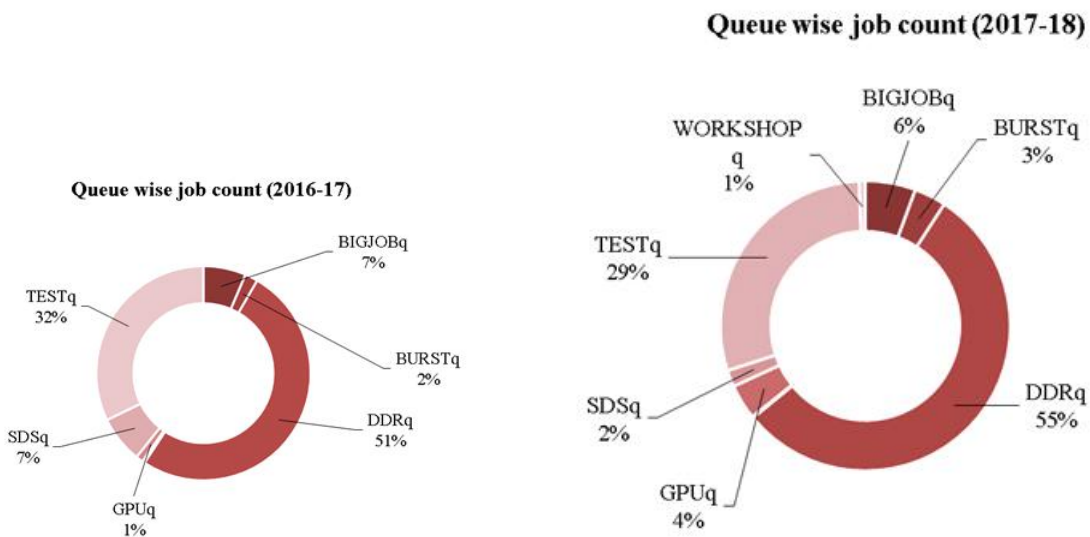 Queue wise job count (2016-17)
BIGJOBq
7%
BURSTq
2%
DDRq
51%
GPUq
1%
SDSq
7%
TESTq
32%
Queue wise job count (2017-18)
BIGJOBq
6%
BURSTq
3%
DDRq
55%
GPUq
4%
SDSq
2%
TESTq
29%
WORKSHOP
q
1%